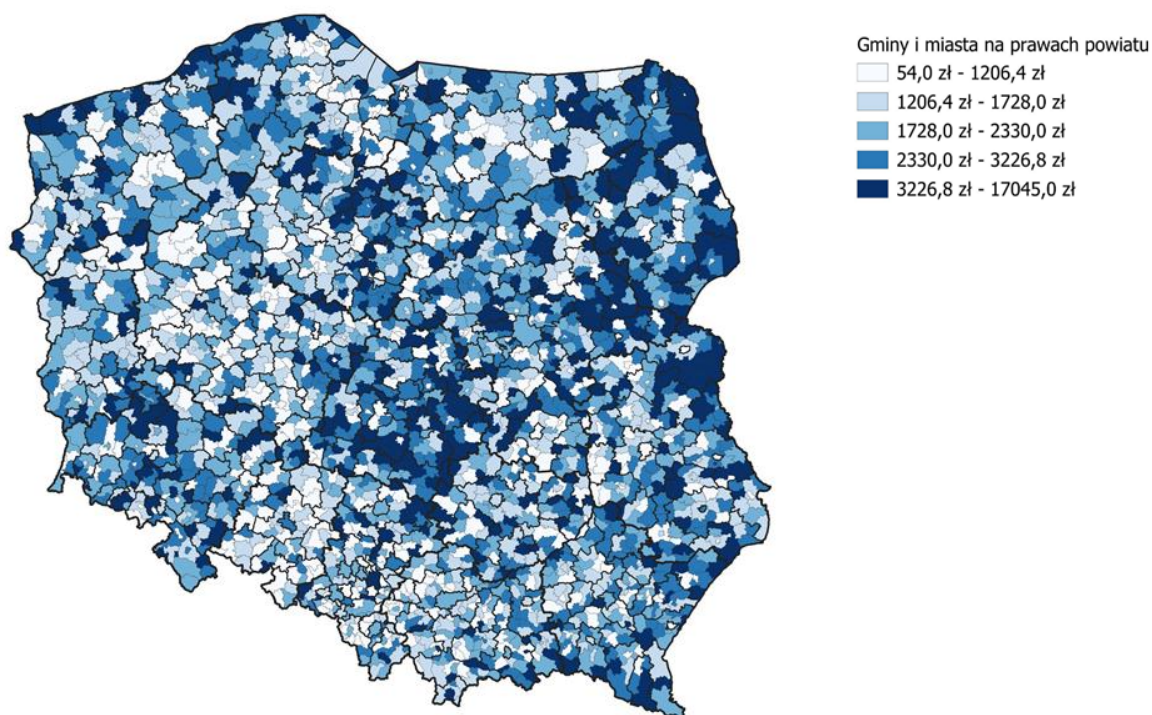 Gminy i miasta na prawach powiatu
54,0 zł - 1206,4 zł
1206,4 zł - 1728,0 zł
1728,0 zł - 2330,0 zł
2330,0 zł - 3226,8 zł
3226,8 zł - 17045,0 zł